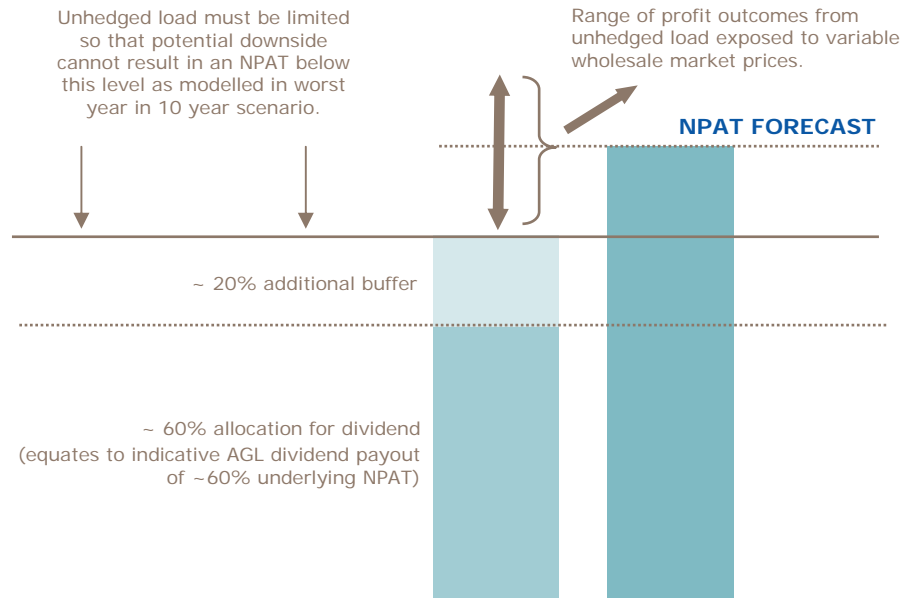 Unhedged load must be limited
so that potential downside
cannot result in an NPAT below
this level as modelled in worst
year in 10 year scenario.
Range of profit outcomes from
unhedged load exposed to variable
wholesale market prices.
NPAT FORECAST
~ 20% additional buffer
~ 60% allocation for dividend
(equates to indicative AGL dividend payout
of ~60% underlying NPAT)